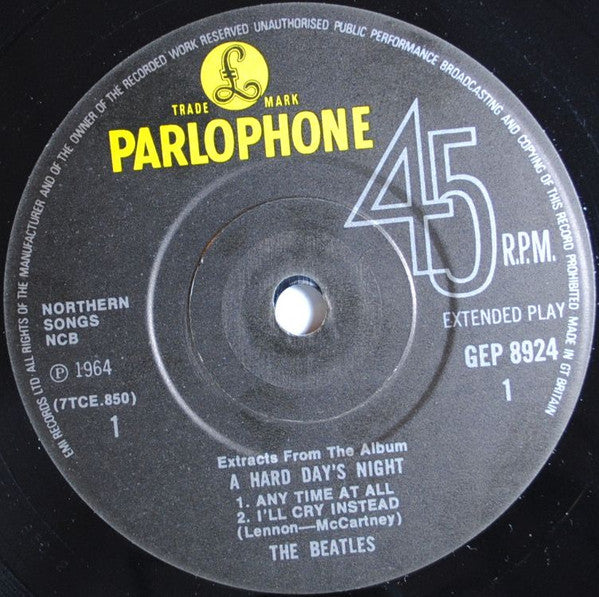 EMI RECORDS LTD. ALL RIGHTS OF THE MANUFACTURER AND OF THE OWNER OF THE RECORDED WORK RESERVED UNAUTHORISED PUBLIC PERFORMANCE BROADCASTING AND COPYING OF THIS RECORD PROHIBITED MADE IN GT BRITAIN
£
TRADE MARK
PARLOPHONE
45 R.P.M.
EXTENDED PLAY
GEP 8924
1
NORTHERN
SONGS
NCB
Ⓟ 1964
(7TCE.850)
1
Extracts From The Album
A HARD DAY'S NIGHT
1. ANY TIME AT ALL
2. I'LL CRY INSTEAD
(Lennon—McCartney)
THE BEATLES